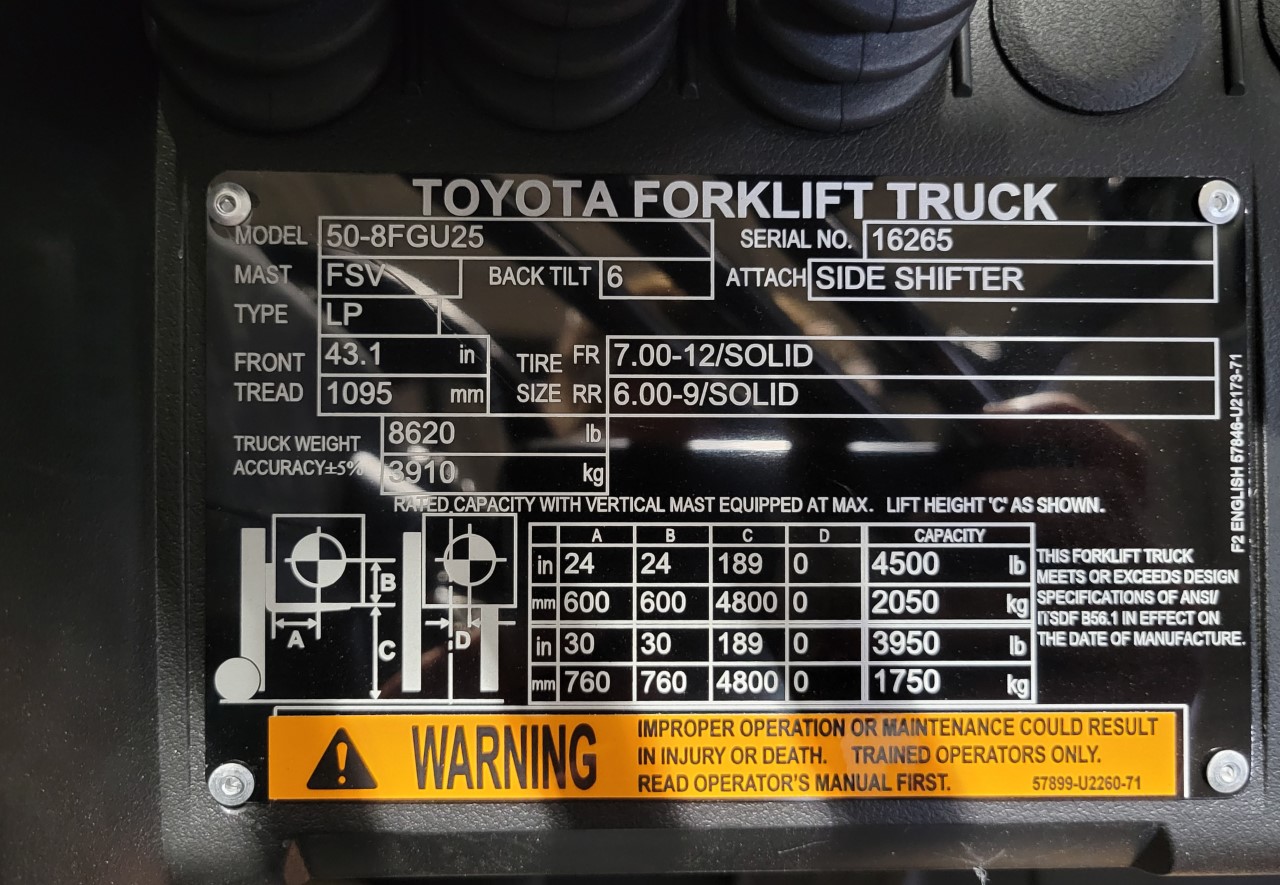 TOYOTA FORKLIFT TRUCK
MODEL 50-8FGU25 SERIAL NO. 16265
MAST FSV BACK TILT 6 ATTACH SIDE SHIFTER
TYPE LP
FRONT TREAD 43.1 in TIRE SIZE FR 7.00-12/SOLID
1095 mm RR 6.00-9/SOLID
TRUCK WEIGHT 8620 lb
ACCURACY±5% 3910 kg
RATED CAPACITY WITH VERTICAL MAST EQUIPPED AT MAX. LIFT HEIGHT 'C' AS SHOWN.
A B C D
A B C D CAPACITY
in 24 24 189 0 4500 lb
mm 600 600 4800 0 2050 kg
in 30 30 189 0 3950 lb
mm 760 760 4800 0 1750 kg
THIS FORKLIFT TRUCK
MEETS OR EXCEEDS DESIGN
SPECIFICATIONS OF ANSI/
ITSDF B56.1 IN EFFECT ON
THE DATE OF MANUFACTURE.
F2 ENGLISH 57846-U2173-71
WARNING
IMPROPER OPERATION OR MAINTENANCE COULD RESULT
IN INJURY OR DEATH. TRAINED OPERATORS ONLY.
READ OPERATOR'S MANUAL FIRST. 57899-U2260-71